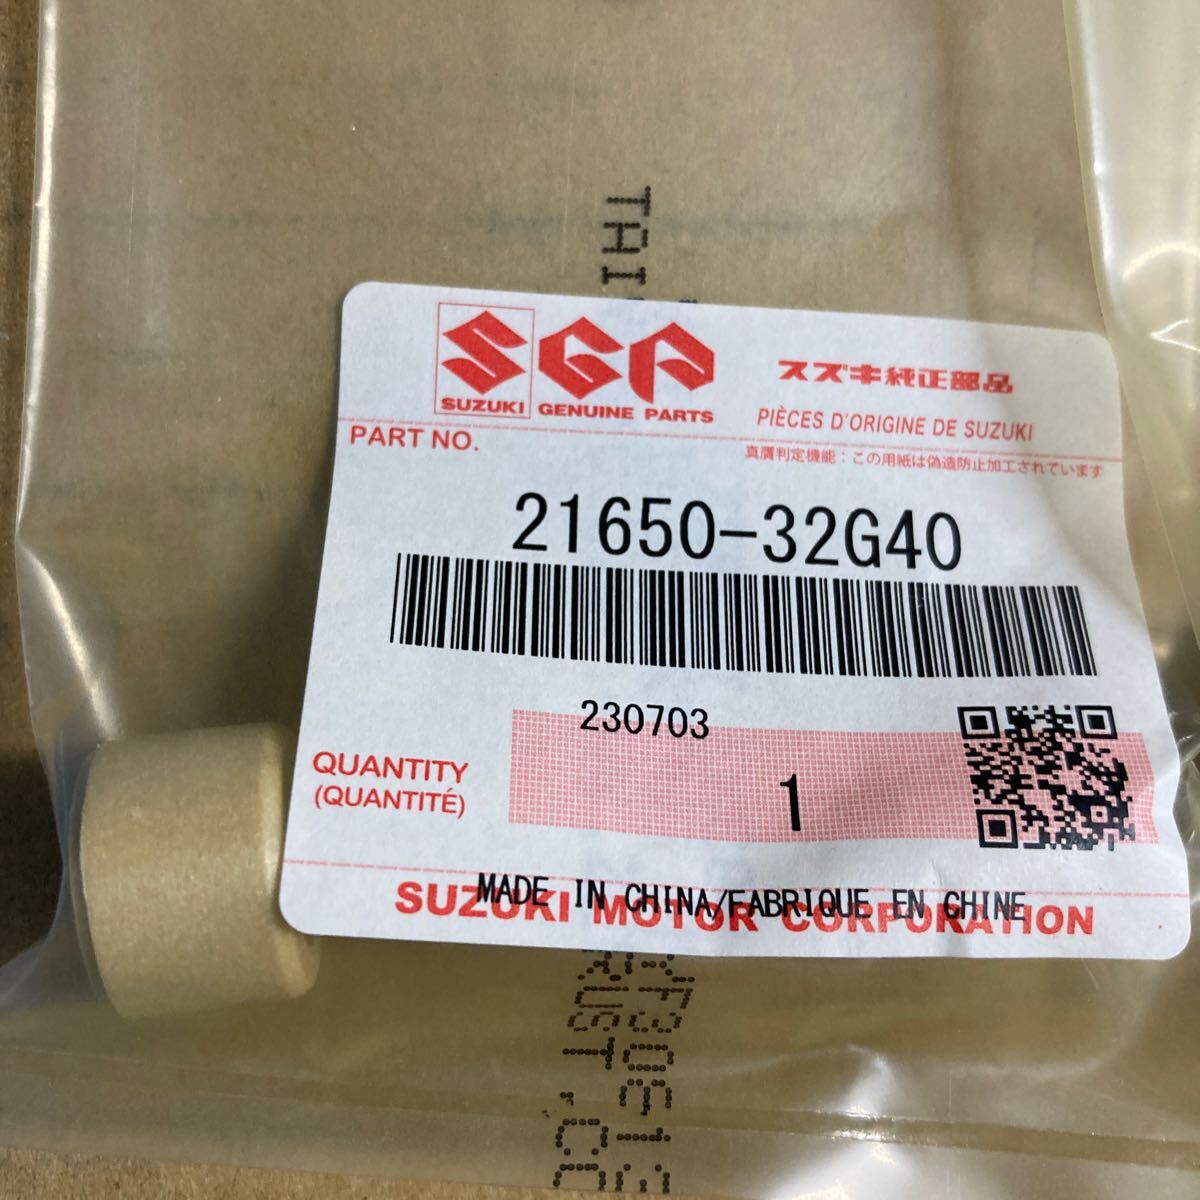 THAI
SUZUKI
GENUINE PARTS
スズキ純正部品
PIÈCES D'ORIGINE DE SUZUKI
PART NO.
真贋判定機能：この用紙は偽造防止加工されています
21650-32G40
230703
QUANTITY
(QUANTITÉ)
1
MADE IN CHINA/FABRIQUE EN CHINE
SUZUKI MOTOR CORPORATION